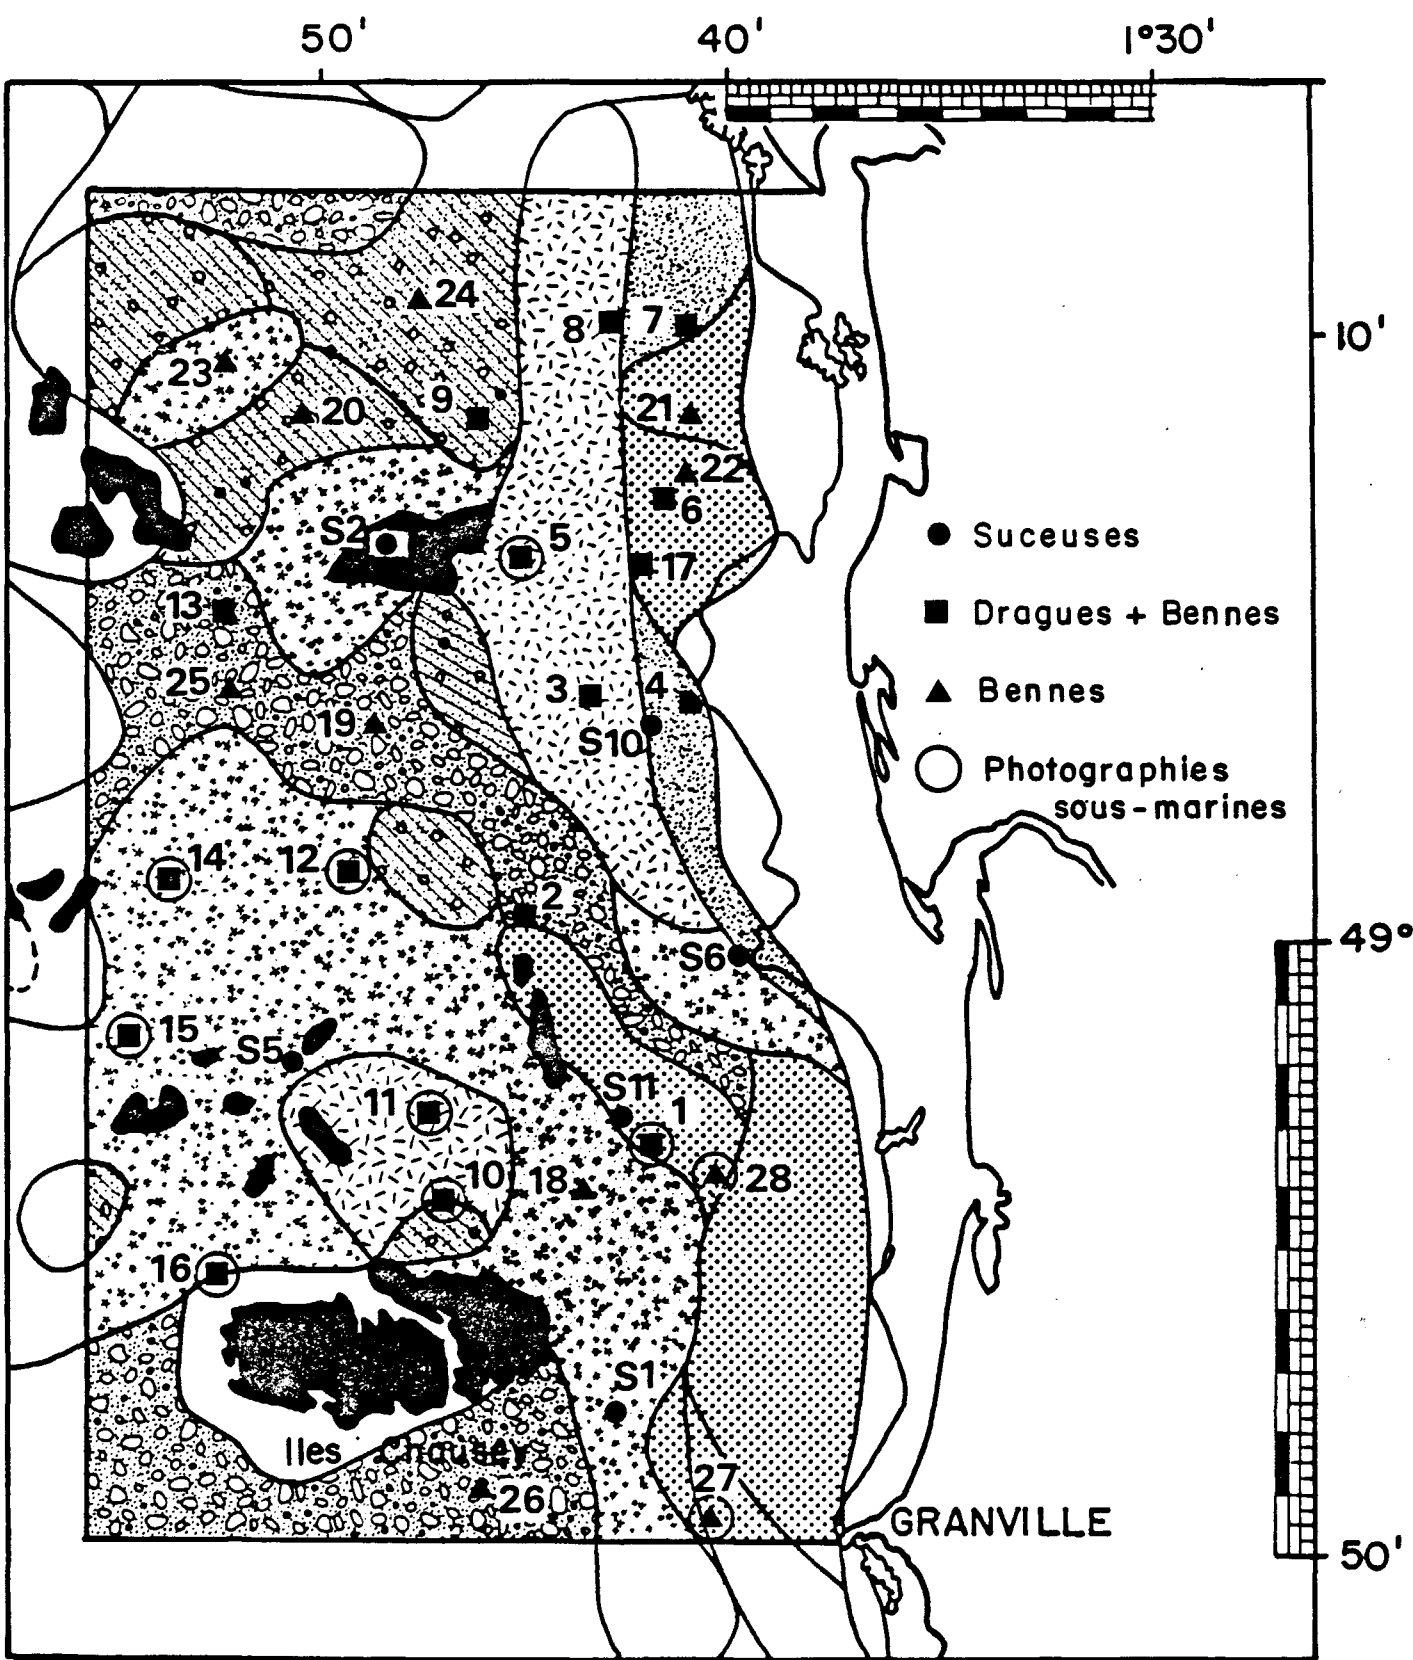 50' 40' 1°30'
24
8 7
10'
23
9
20 21
22
6
S2 5
Suceuses
17
13 Dragues + Bennes
25 3 4
Bennes
19
S10
Photographies
sous-marines
14 12
2
49°
S6
15
S5
S11
11 1
10 18 28
16
S1
Iles Chausey
27
26
GRANVILLE
50'